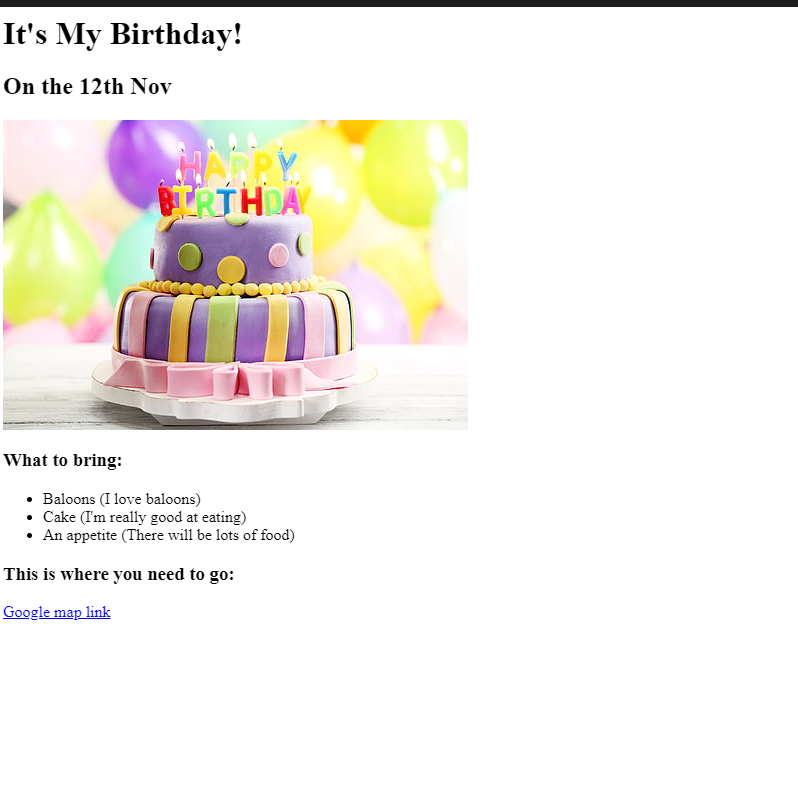 It's My Birthday!
On the 12th Nov
HAPPY
BIRTHDAY
What to bring:
Baloons (I love baloons)
Cake (I'm really good at eating)
An appetite (There will be lots of food)
This is where you need to go:
Google map link